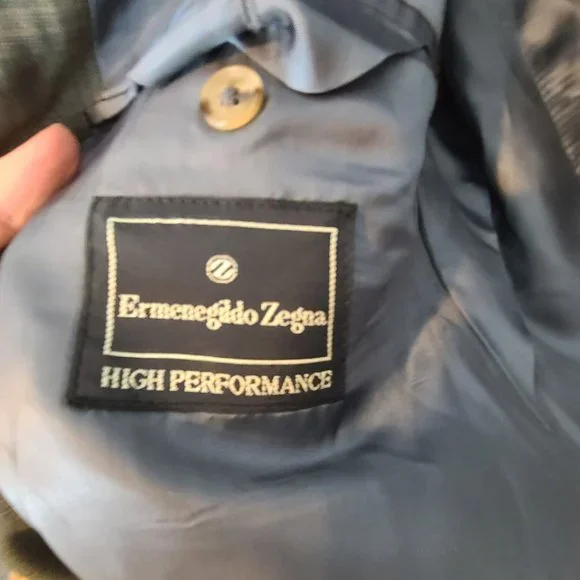 Ermenegildo Zegna
HIGH PERFORMANCE